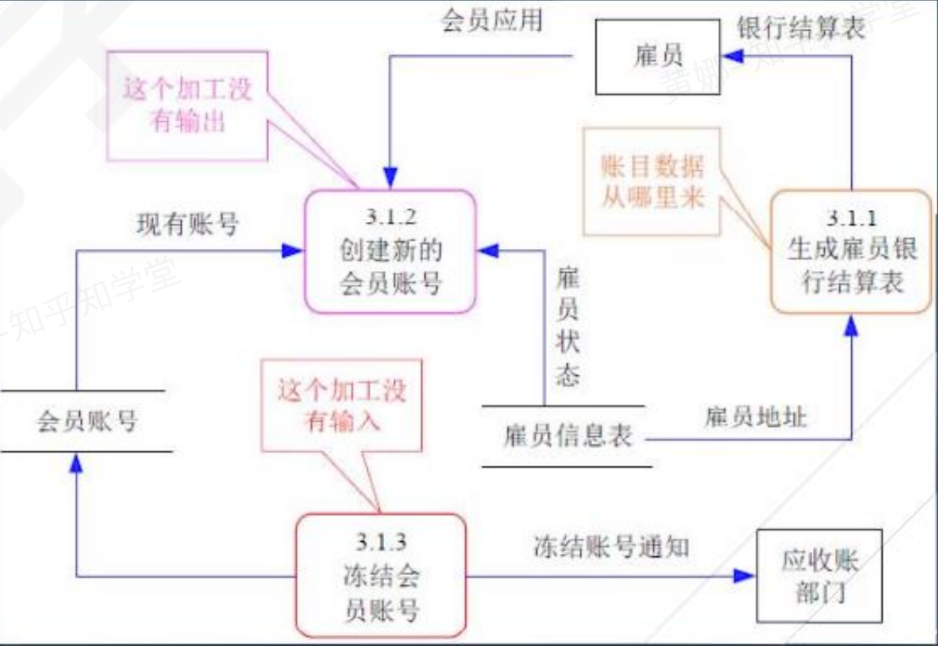 会员应用
银行结算表
雇员
这个加工没
有输出
账目数据
从哪里来
现有账号
3.1.2
创建新的
会员账号
3.1.1
生成雇员银
行结算表
雇员状态
这个加工没
有输入
会员账号
雇员信息表
雇员地址
3.1.3
冻结会
员账号
冻结账号通知
应收账
部门
知乎知学堂